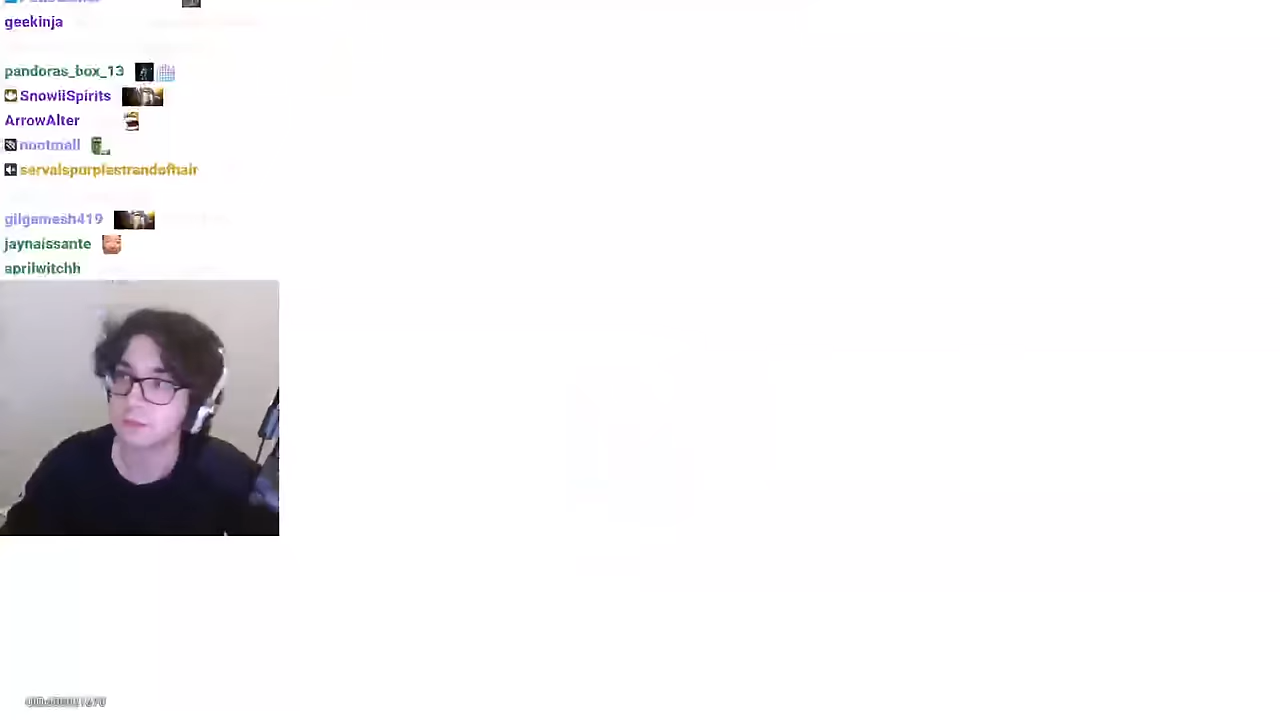 geekinja
pandoras_box_13
SnowiiSpirits
ArrowAlter
nootmall
servalspurplestrandofhair
gilgamesh419
jaynaissante
aprilwitchh